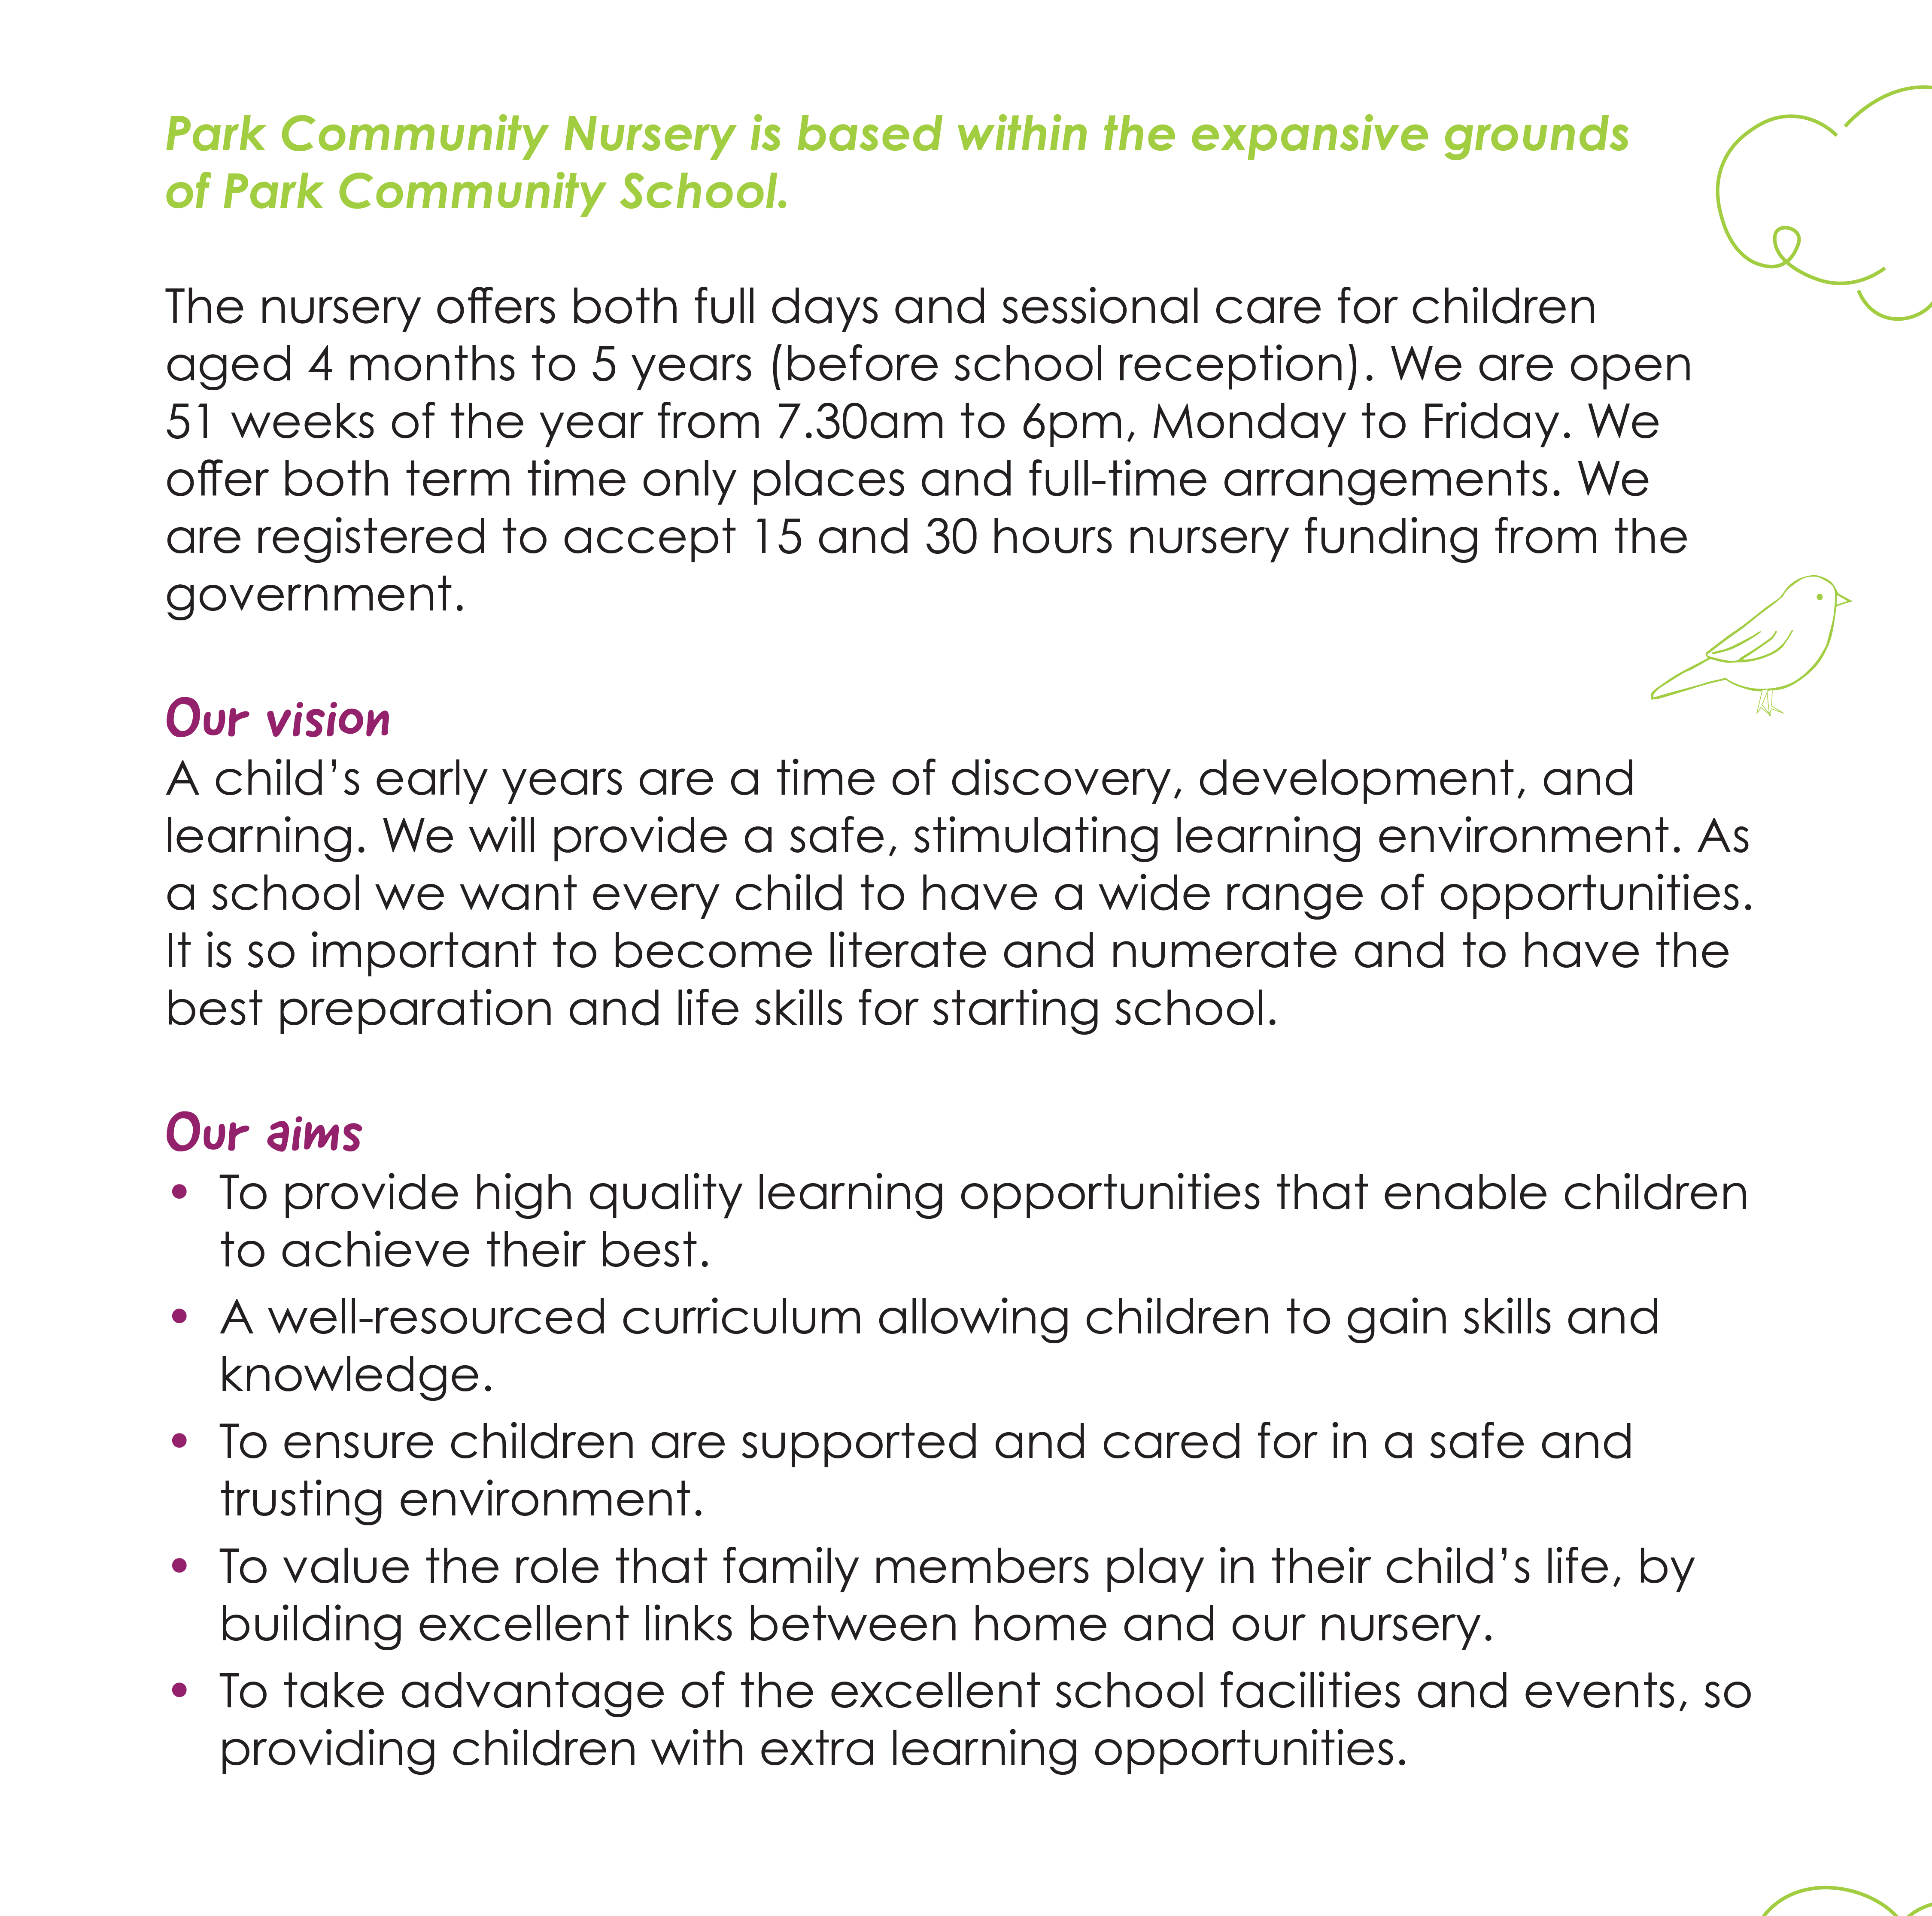 Park Community Nursery is based within the expansive grounds
of Park Community School.
The nursery offers both full days and sessional care for children
aged 4 months to 5 years (before school reception). We are open
51 weeks of the year from 7.30am to 6pm, Monday to Friday. We
offer both term time only places and full-time arrangements. We
are registered to accept 15 and 30 hours nursery funding from the
government.
Our vision
A child’s early years are a time of discovery, development, and
learning. We will provide a safe, stimulating learning environment. As
a school we want every child to have a wide range of opportunities.
It is so important to become literate and numerate and to have the
best preparation and life skills for starting school.
Our aims
• To provide high quality learning opportunities that enable children
to achieve their best.
• A well-resourced curriculum allowing children to gain skills and
knowledge.
• To ensure children are supported and cared for in a safe and
trusting environment.
• To value the role that family members play in their child’s life, by
building excellent links between home and our nursery.
• To take advantage of the excellent school facilities and events, so
providing children with extra learning opportunities.